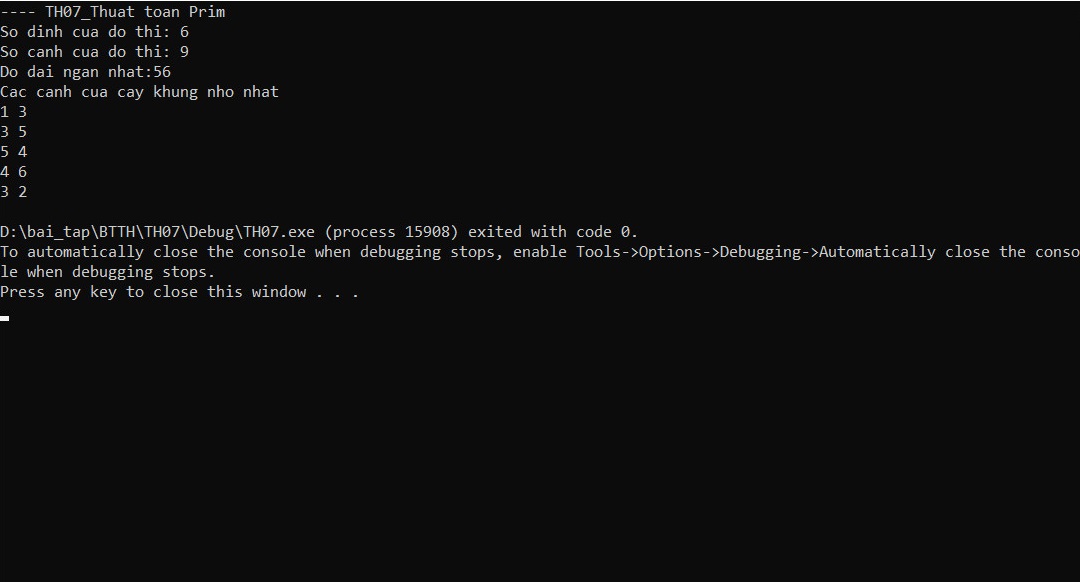 ---- TH07_Thuat toan Prim
So dinh cua do thi: 6
So canh cua do thi: 9
Do dai ngan nhat:56
Cac canh cua cay khung nho nhat
1 3
3 5
5 4
4 6
3 2
D:\bai_tap\BTTH\TH07\Debug\TH07.exe (process 15908) exited with code 0.
To automatically close the console when debugging stops, enable Tools->Options->Debugging->Automatically close the conso
le when debugging stops.
Press any key to close this window . . .